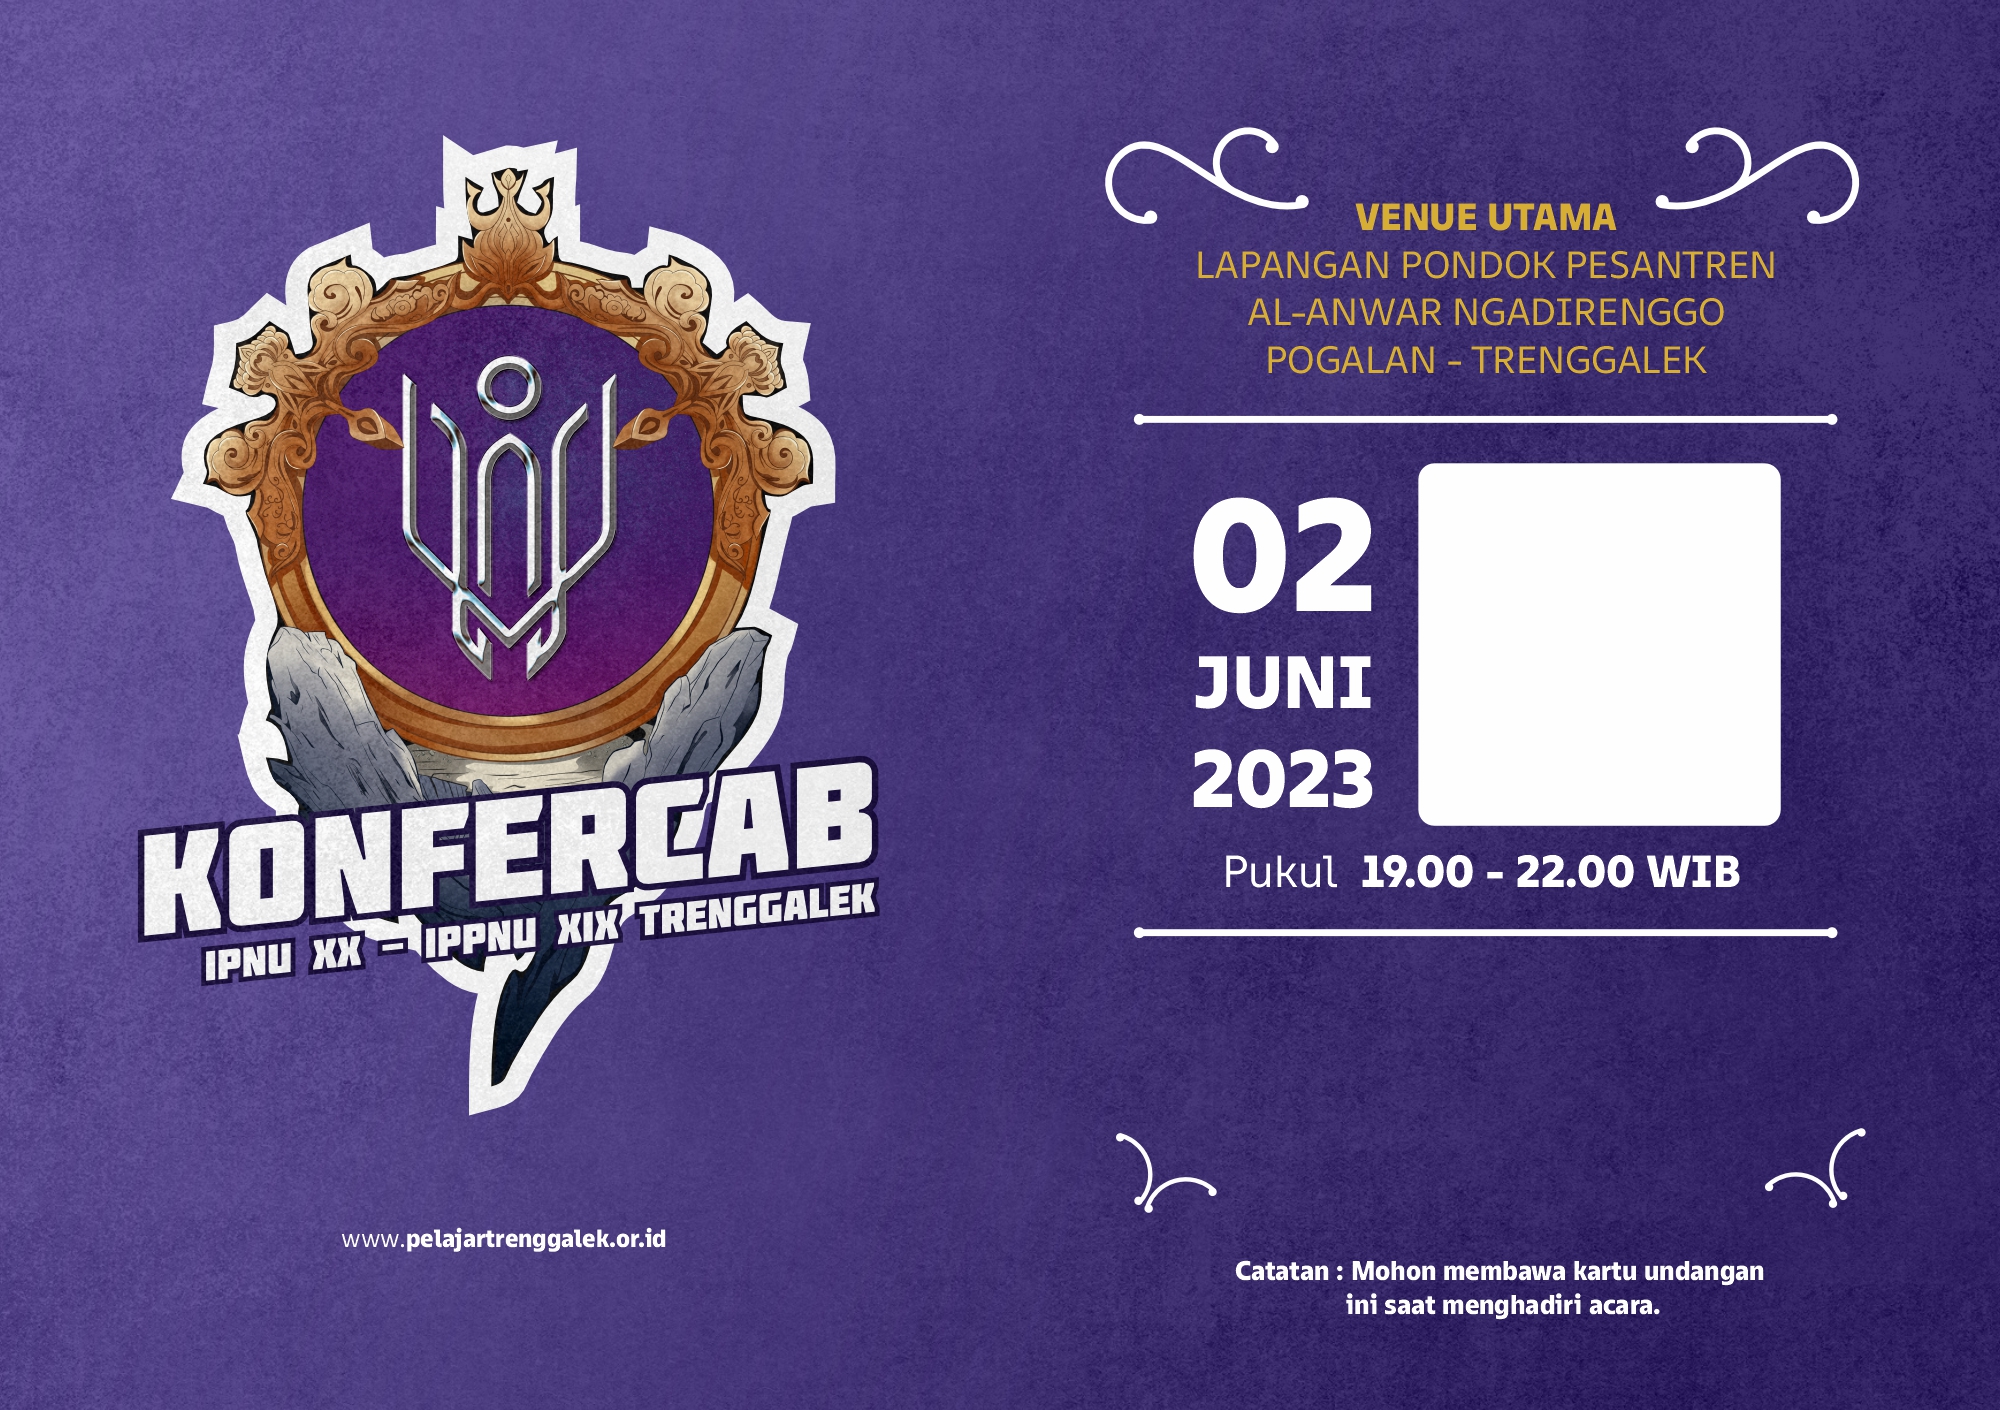 KONFERCAB
IPNU XX - IPPNU XIX TRENGGALEK
www.pelajartrenggalek.or.id
VENUE UTAMA
LAPANGAN PONDOK PESANTREN
AL-ANWAR NGADIRENGGO
POGALAN - TRENGGALEK
02
JUNI
2023
Pukul 19.00 - 22.00 WIB
Catatan : Mohon membawa kartu undangan
ini saat menghadiri acara.